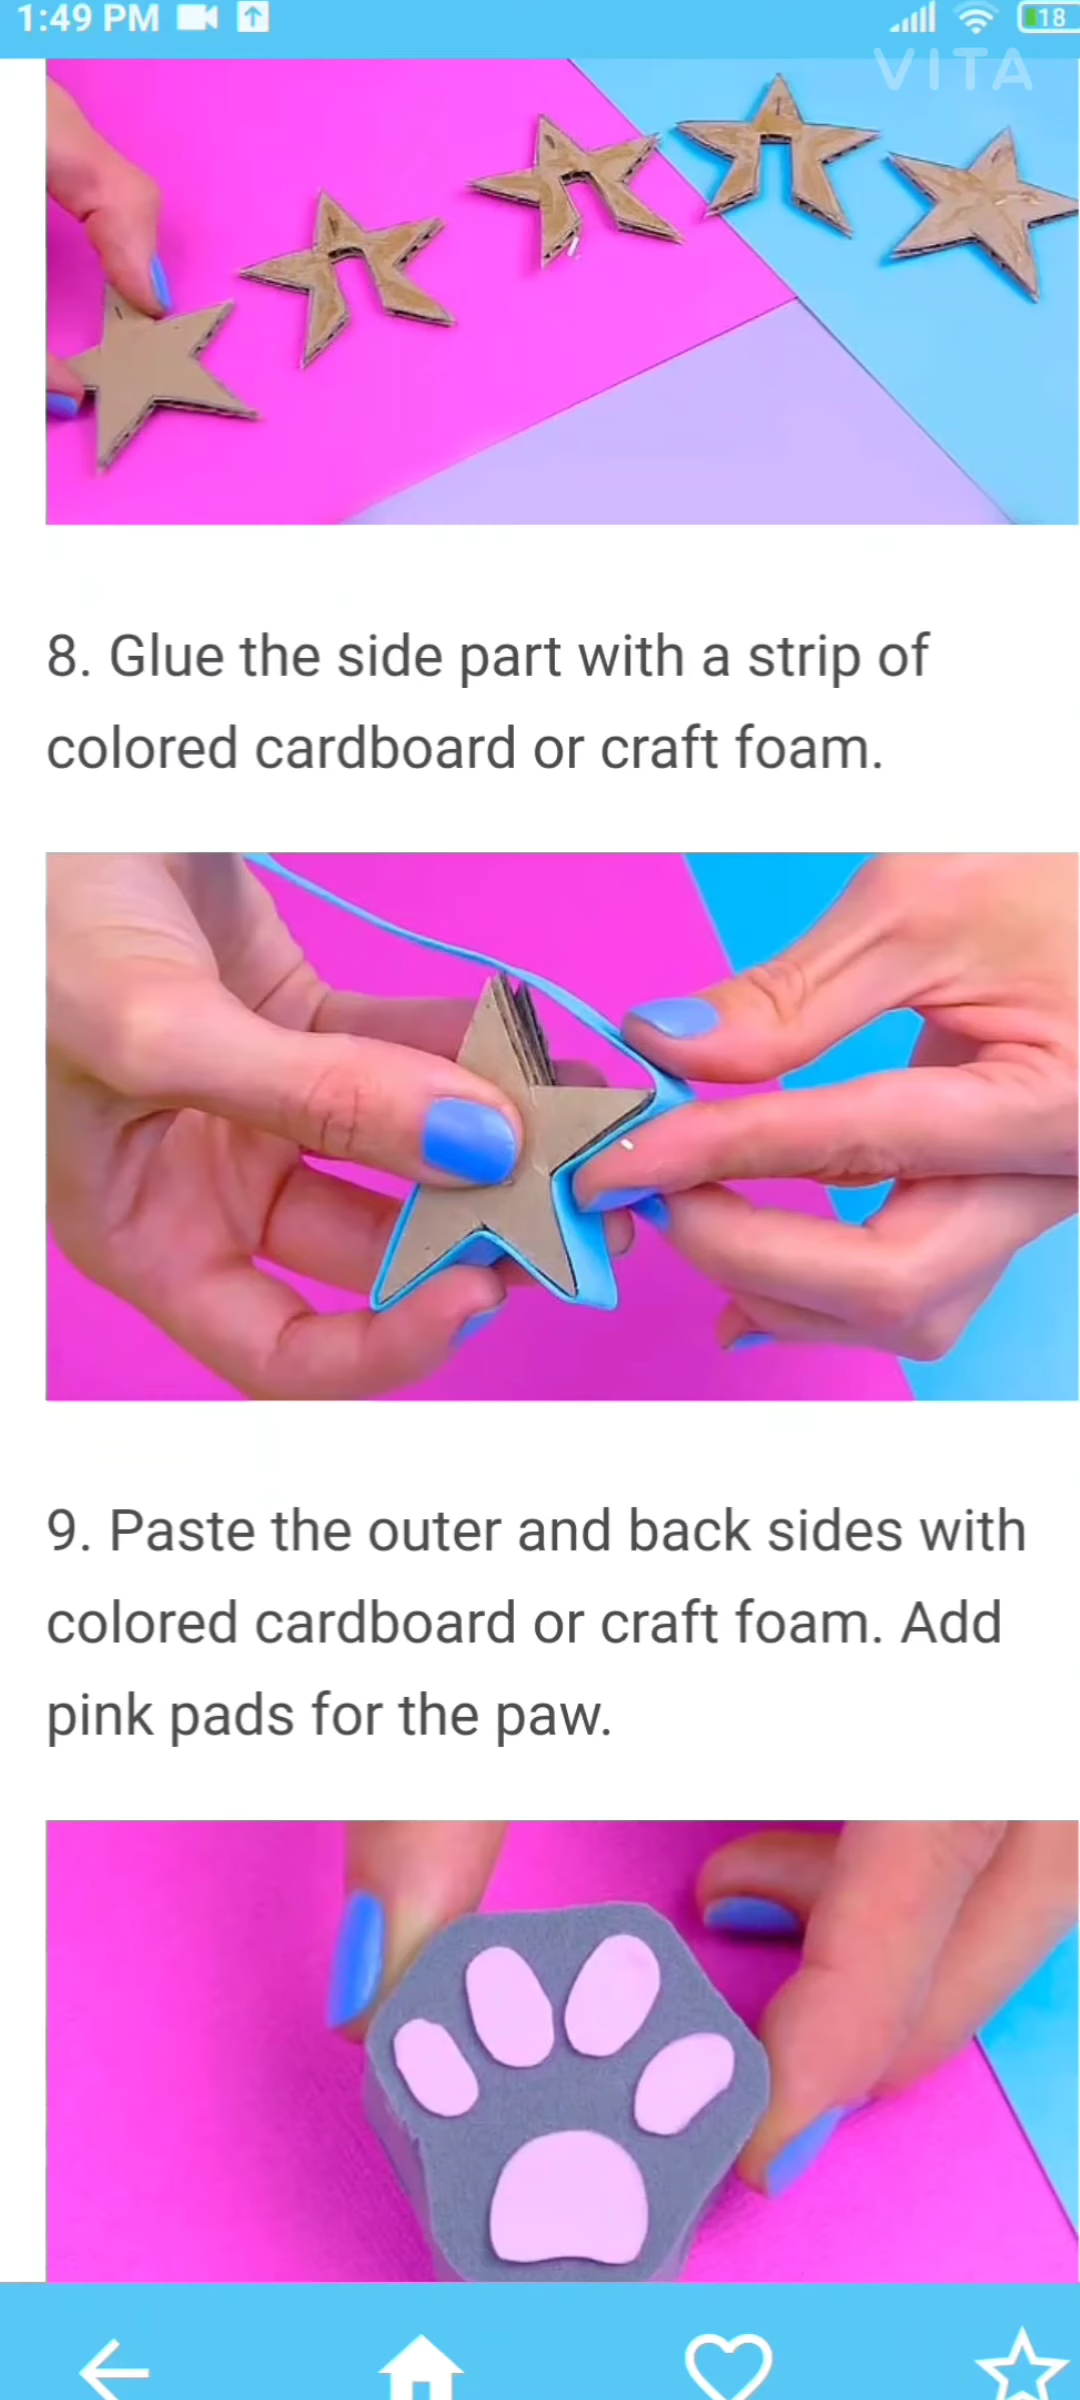 1:49 PM
18
VITA
8. Glue the side part with a strip of
colored cardboard or craft foam.
9. Paste the outer and back sides with
colored cardboard or craft foam. Add
pink pads for the paw.